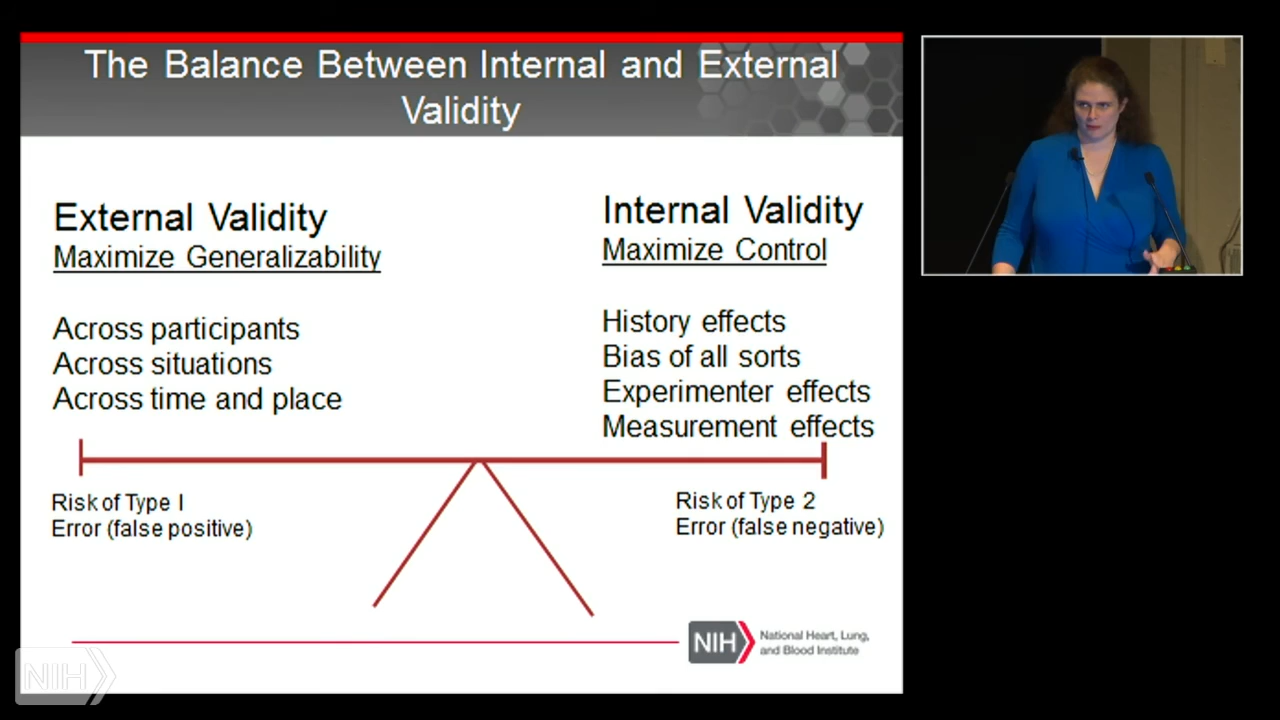 The Balance Between Internal and External
Validity
External Validity
Maximize Generalizability
Across participants
Across situations
Across time and place
Internal Validity
Maximize Control
History effects
Bias of all sorts
Experimenter effects
Measurement effects
Risk of Type I
Error (false positive)
Risk of Type 2
Error (false negative)
NIH
National Heart, Lung,
and Blood Institute
NIH